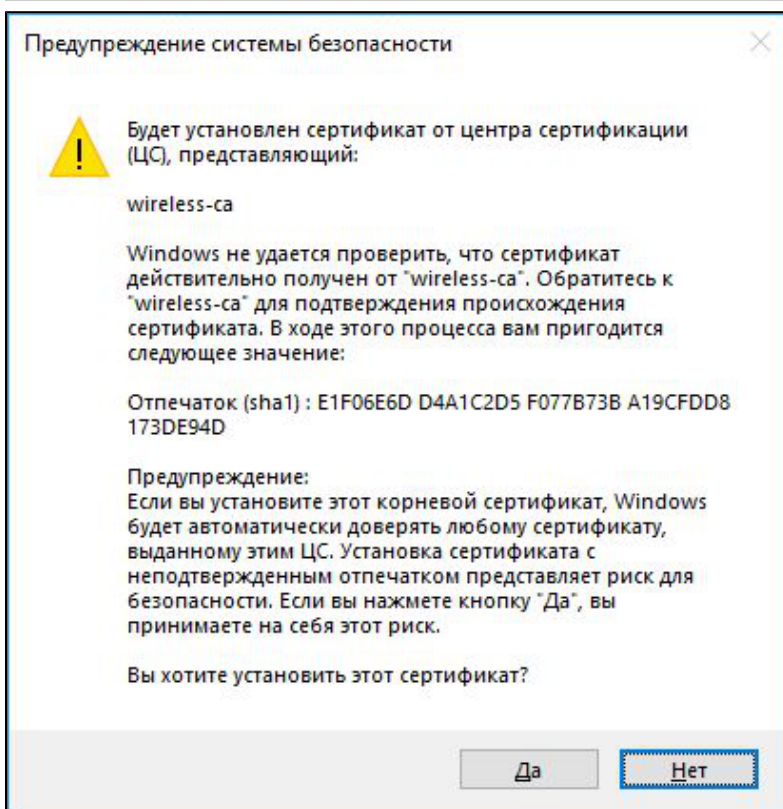 Предупреждение системы безопасности
Будет установлен сертификат от центра сертификации
(ЦС), представляющий:
wireless-ca
Windows не удается проверить, что сертификат
действительно получен от "wireless-ca". Обратитесь к
"wireless-ca" для подтверждения происхождения
сертификата. В ходе этого процесса вам пригодится
следующее значение:
Отпечаток (sha1) : E1F06E6D D4A1C2D5 F077B73B A19CFDD8
173DE94D
Предупреждение:
Если вы установите этот корневой сертификат, Windows
будет автоматически доверять любому сертификату,
выданному этим ЦС. Установка сертификата с
неподтвержденным отпечатком представляет риск для
безопасности. Если вы нажмете кнопку "Да", вы
принимаете на себя этот риск.
Вы хотите установить этот сертификат?
Да
Нет